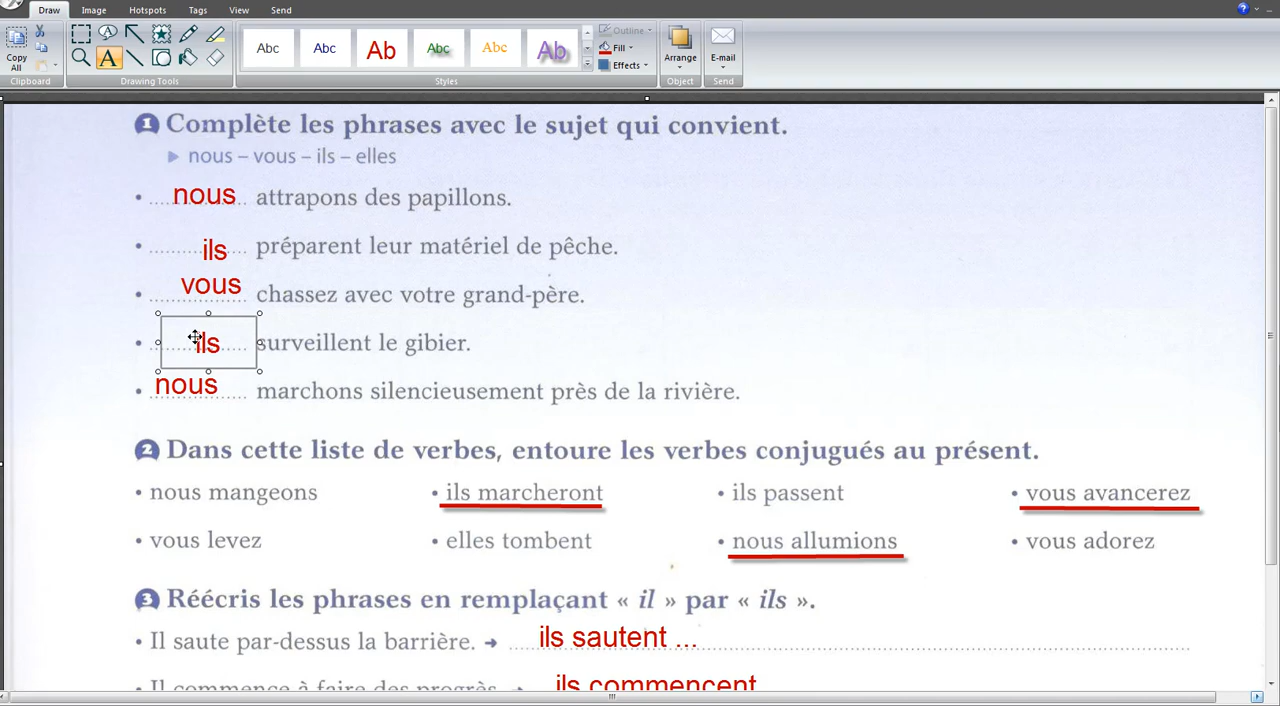 Draw Image Hotspots Tags View Send
Copy All
Clipboard
Drawing Tools
Abc Abc Ab Abc Abc Ab
Styles
Outline
Fill
Effects
Arrange
Object
E-mail
Send
1 Complète les phrases avec le sujet qui convient.
nous – vous – ils – elles
• nous attrapons des papillons.
• ils préparent leur matériel de pêche.
• vous chassez avec votre grand-père.
• ils surveillent le gibier.
• nous marchons silencieusement près de la rivière.
2 Dans cette liste de verbes, entoure les verbes conjugués au présent.
• nous mangeons • ils marcheront • ils passent • vous avancerez
• vous levez • elles tombent • nous allumions • vous adorez
3 Réécris les phrases en remplaçant « il » par « ils ».
• Il saute par-dessus la barrière. → ils sautent ...
• Il commence à faire des progrès. → ils commencent